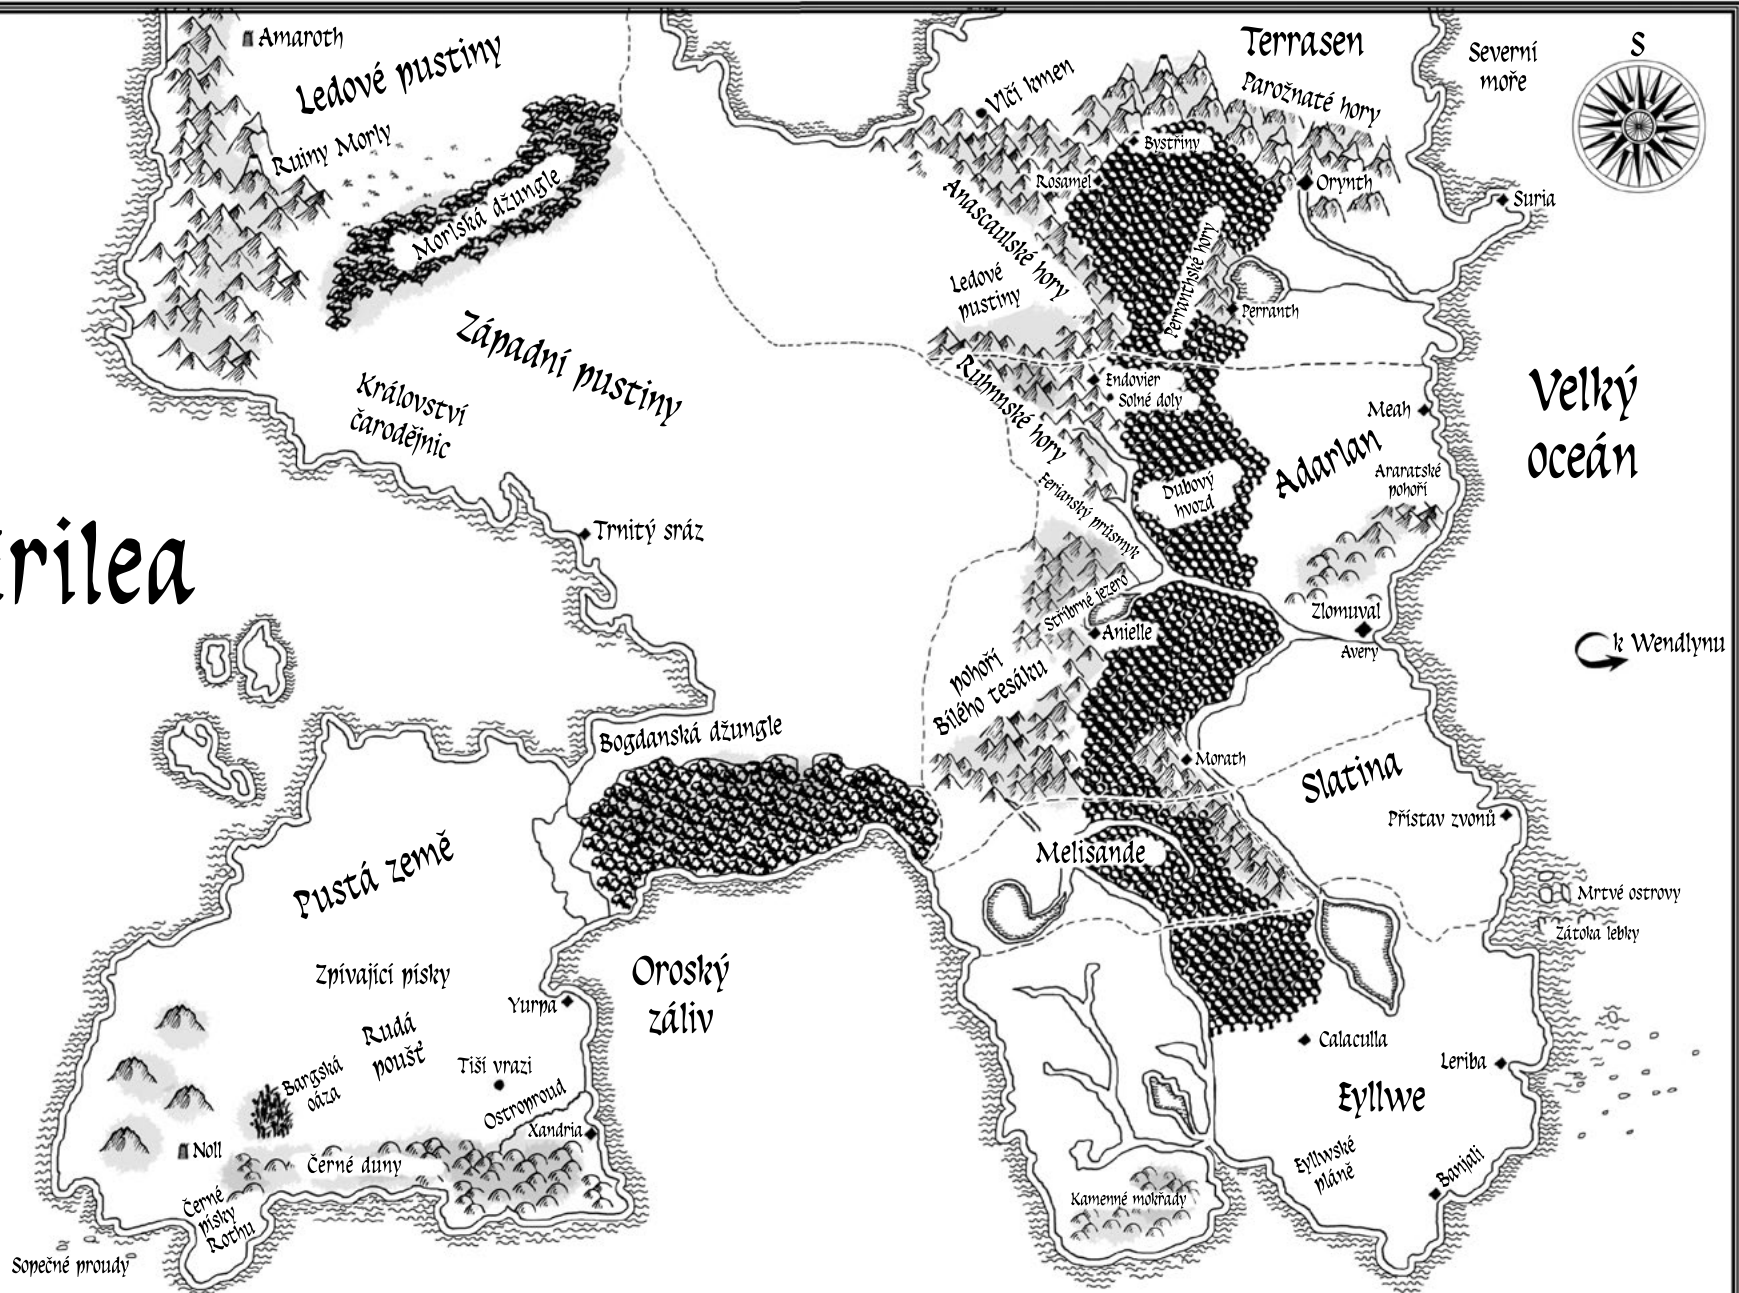 Amaroth
Ledové pustiny
Ruiny Morly
Morlská džungle
Západní pustiny
Království
čarodějnic
Trnitý sráz
Terrasen
Severní
moře
S
Vlčí kmen
Parožnaté hory
Bystřiny
Rosamel
Orynth
Suria
Anascaulské hory
Perranthské hory
Ledové
pustiny
Perranth
Ruhnnské hory
Endovier
Solné doly
Meah
Velký
oceán
Adarlan
Araratské
pohoří
Dubový
hvozd
Ferianský průsmyk
Stříbrné jezero
Anielle
Zlomuval
Avery
k Wendlynu
pohoří
Bílého tesáku
Bogdanská džungle
Morath
Slatina
Přístav zvonů
Melisande
Mrtvé ostrovy
Zátoka lebky
Pustá země
Oroský
záliv
Zpívající písky
Yurpa
Rudá
poušť
Bargská
oáza
Tiší vrazi
Ostroproud
Xandria
Noll
Černé duny
Černé
písky
Rothu
Sopečné proudy
Calaculla
Leriba
Eyllwe
Eyllwské
pláně
Banjali
Kamenné mokřady